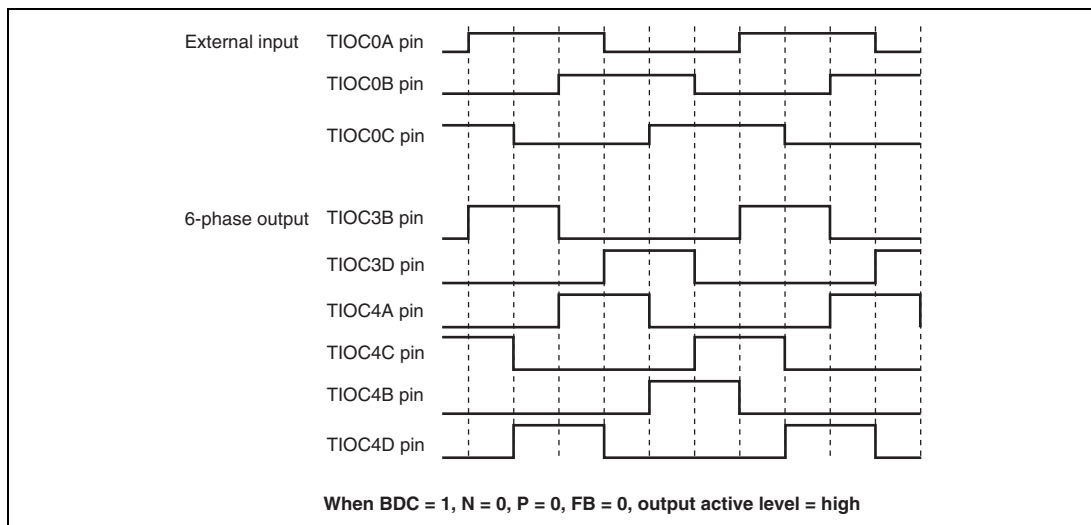 External input TIOC0A pin
TIOC0B pin
TIOC0C pin
6-phase output TIOC3B pin
TIOC3D pin
TIOC4A pin
TIOC4C pin
TIOC4B pin
TIOC4D pin
When BDC = 1, N = 0, P = 0, FB = 0, output active level = high